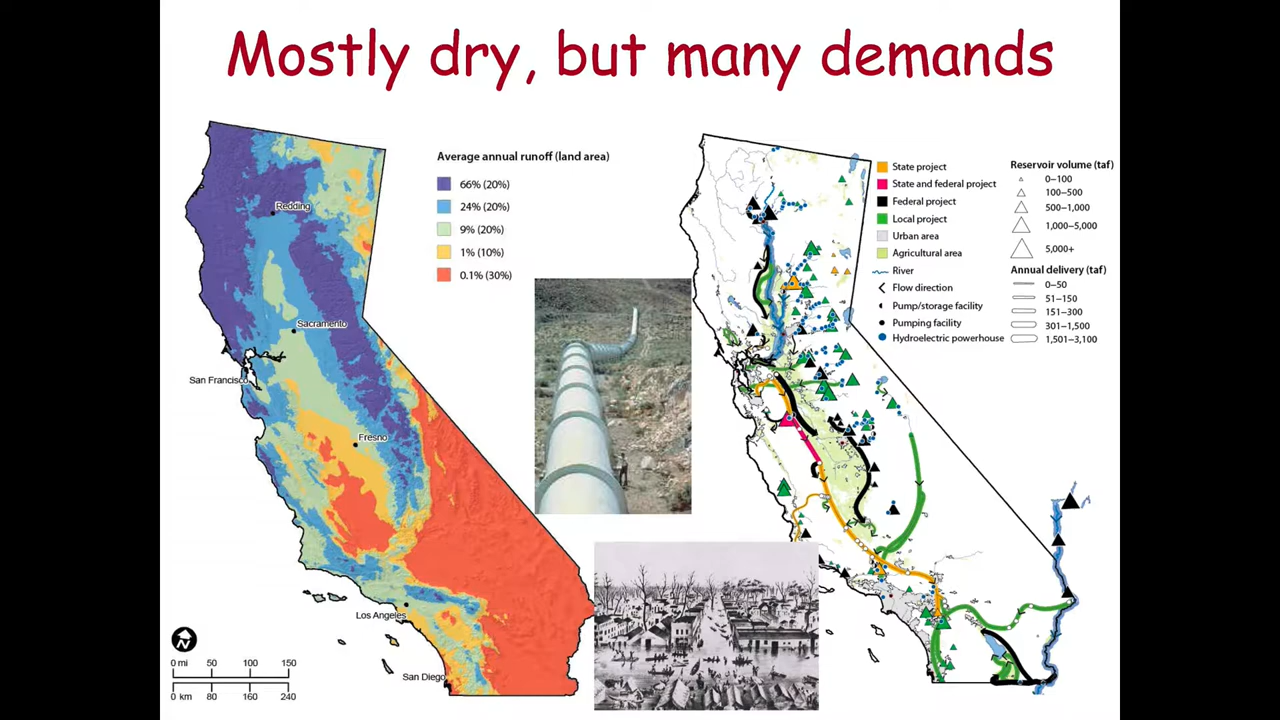 Mostly dry, but many demands
Average annual runoff (land area)
66% (20%)
24% (20%)
9% (20%)
1% (10%)
0.1% (30%)
Redding
Sacramento
San Francisco
Fresno
Los Angeles
San Diego
N
0 mi 50 100 150
0 km 80 160 240
State project
State and federal project
Federal project
Local project
Urban area
Agricultural area
River
Flow direction
Pump/storage facility
Pumping facility
Hydroelectric powerhouse
Reservoir volume (taf)
0–100
100–500
500–1,000
1,000–5,000
5,000+
Annual delivery (taf)
0–50
51–150
151–300
301–1,500
1,501–3,100